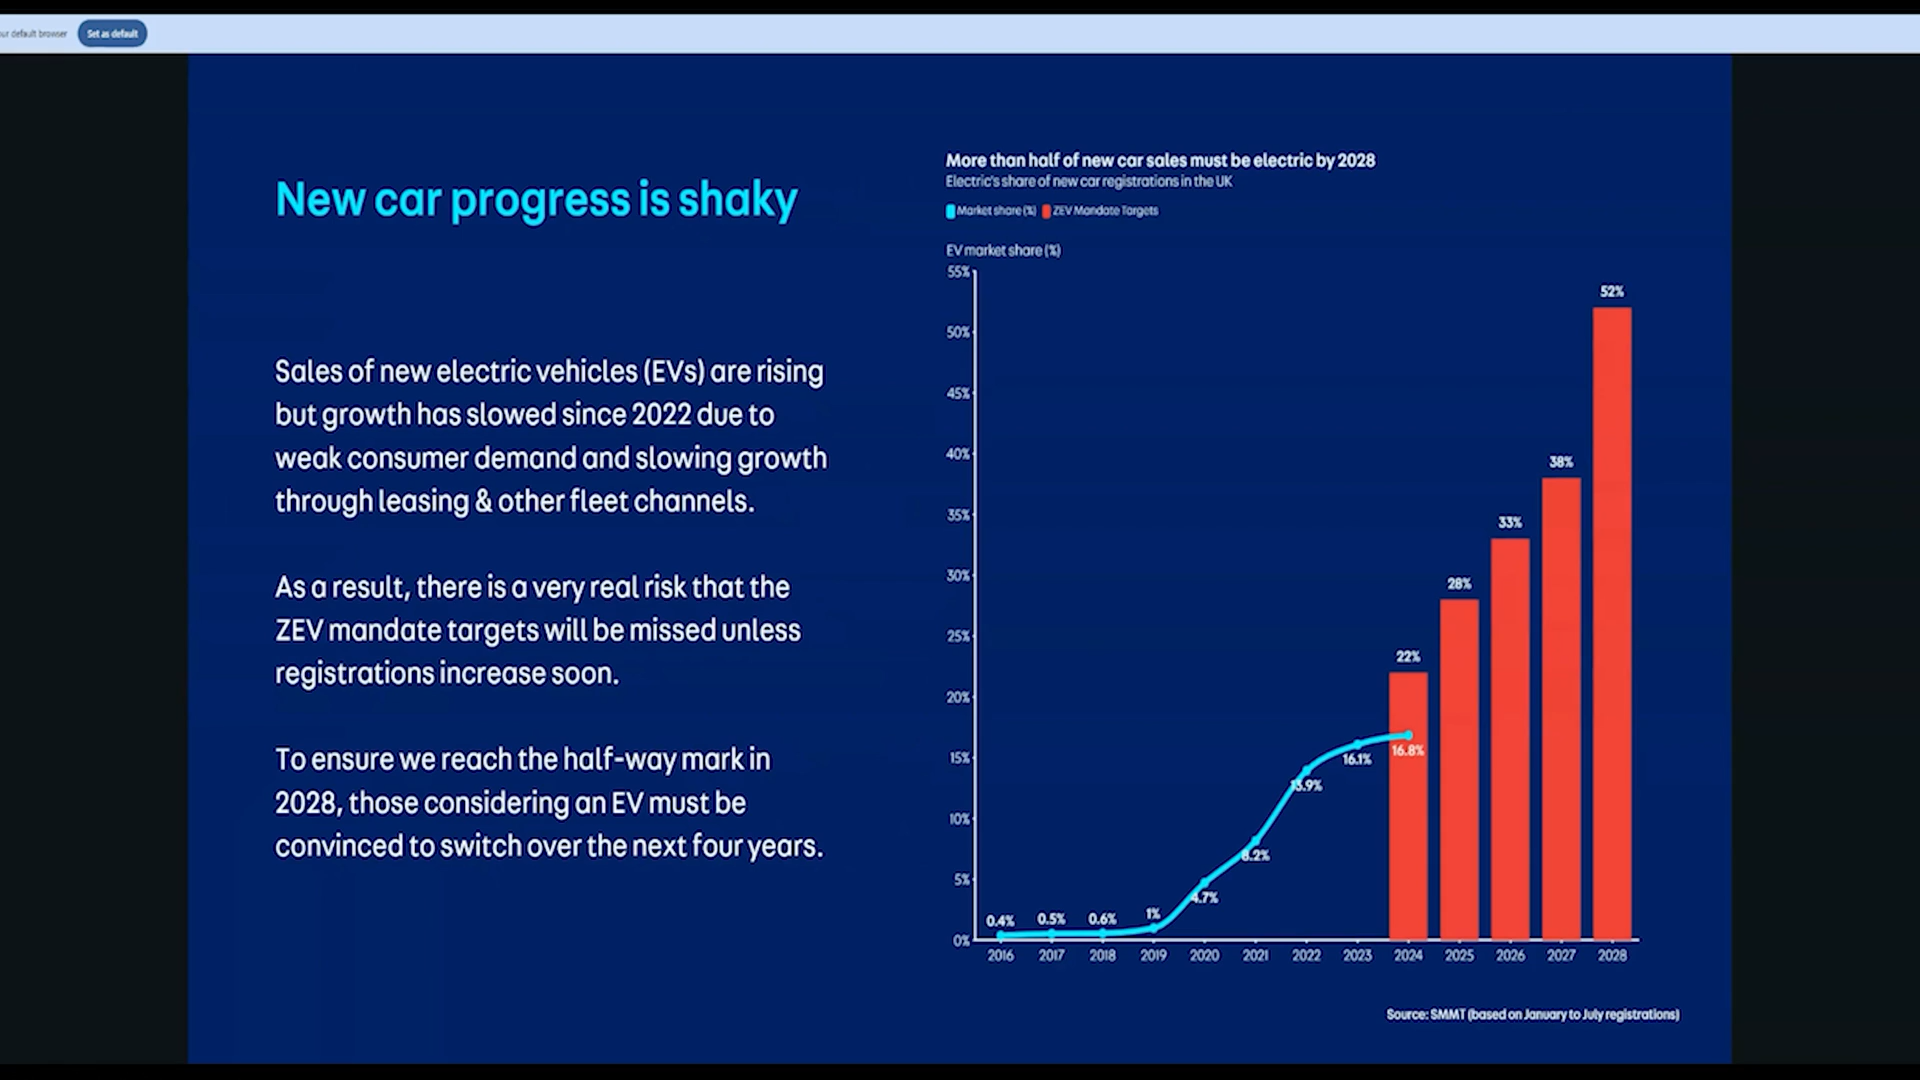 ur default browser
Set as default
New car progress is shaky
Sales of new electric vehicles (EVs) are rising
but growth has slowed since 2022 due to
weak consumer demand and slowing growth
through leasing & other fleet channels.
As a result, there is a very real risk that the
ZEV mandate targets will be missed unless
registrations increase soon.
To ensure we reach the half-way mark in
2028, those considering an EV must be
convinced to switch over the next four years.
More than half of new car sales must be electric by 2028
Electric's share of new car registrations in the UK
Market share (%) ZEV Mandate Targets
EV market share (%)
55%
50%
45%
40%
35%
30%
25%
20%
15%
10%
5%
0%
0.4% 0.5% 0.6% 1% 4.7% 8.2% 13.9% 16.1% 16.8%
22% 28% 33% 38% 52%
2016 2017 2018 2019 2020 2021 2022 2023 2024 2025 2026 2027 2028
Source: SMMT (based on January to July registrations)